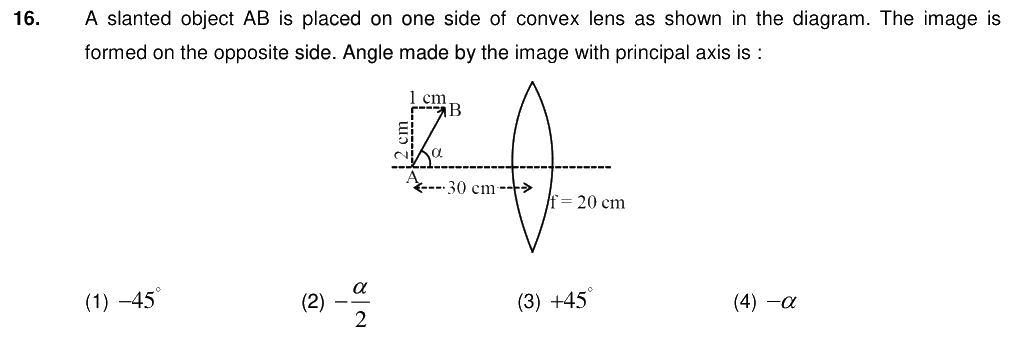 16. A slanted object AB is placed on one side of convex lens as shown in the diagram. The image is
formed on the opposite side. Angle made by the image with principal axis is :
1 cm
B
2 cm
α
A
30 cm
f = 20 cm
(1) −45° (2) −α/2 (3) +45° (4) −α